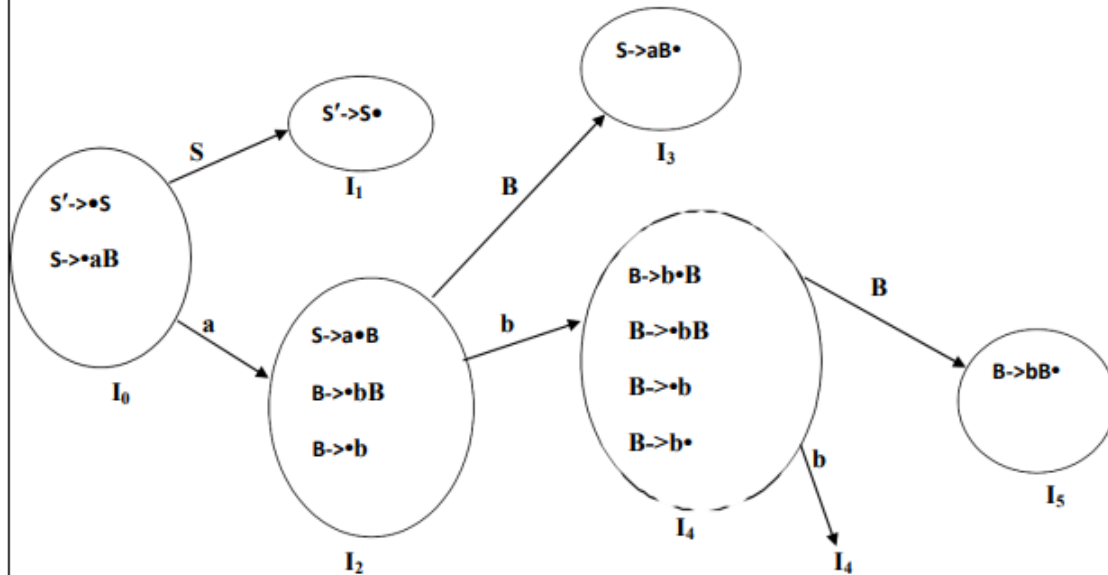 S->aB•
I₃
S′->S•
I₁
S
S′->•S
S->•aB
I₀
a
B
S->a•B
B->•bB
B->•b
I₂
b
B->b•B
B->•bB
B->•b
B->b•
I₄
B
B->bB•
I₅
b
I₄